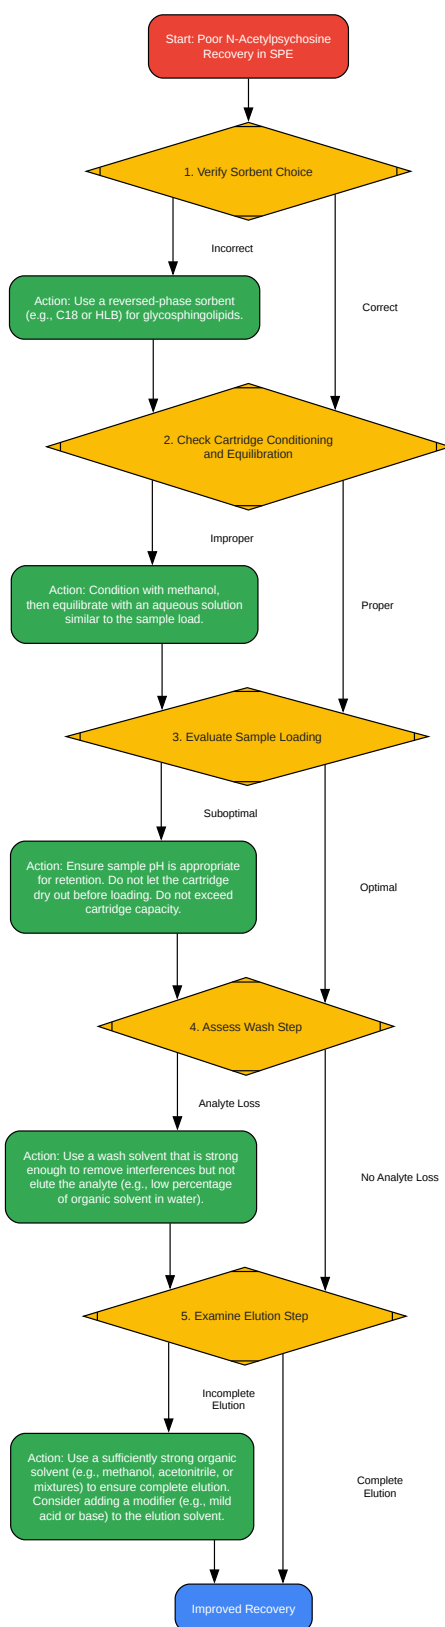 Start: Poor N-Acetylpsychosine
Recovery in SPE
1. Verify Sorbent Choice
Incorrect
Action: Use a reversed-phase sorbent
(e.g., C18 or HLB) for glycosphingolipids.
Correct
2. Check Cartridge Conditioning
and Equilibration
Improper
Action: Condition with methanol,
then equilibrate with an aqueous solution
similar to the sample load.
Proper
3. Evaluate Sample Loading
Suboptimal
Action: Ensure sample pH is appropriate
for retention. Do not let the cartridge
dry out before loading. Do not exceed
cartridge capacity.
Optimal
4. Assess Wash Step
Analyte Loss
Action: Use a wash solvent that is strong
enough to remove interferences but not
elute the analyte (e.g., low percentage
of organic solvent in water).
No Analyte Loss
5. Examine Elution Step
Incomplete
Elution
Action: Use a sufficiently strong organic
solvent (e.g., methanol, acetonitrile, or
mixtures) to ensure complete elution.
Consider adding a modifier (e.g., mild
acid or base) to the elution solvent.
Complete
Elution
Improved Recovery